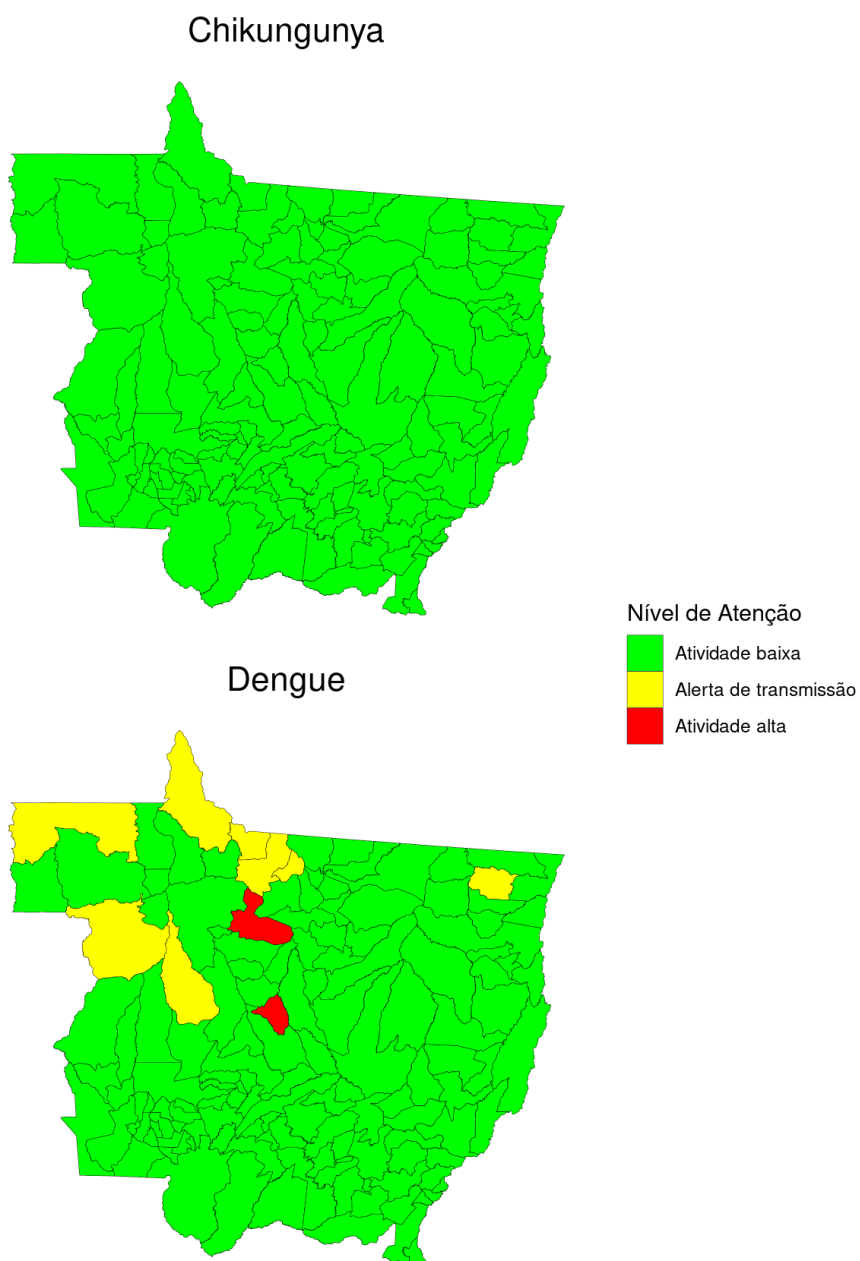 Chikungunya
Nível de Atenção
Atividade baixa
Alerta de transmissão
Atividade alta
Dengue